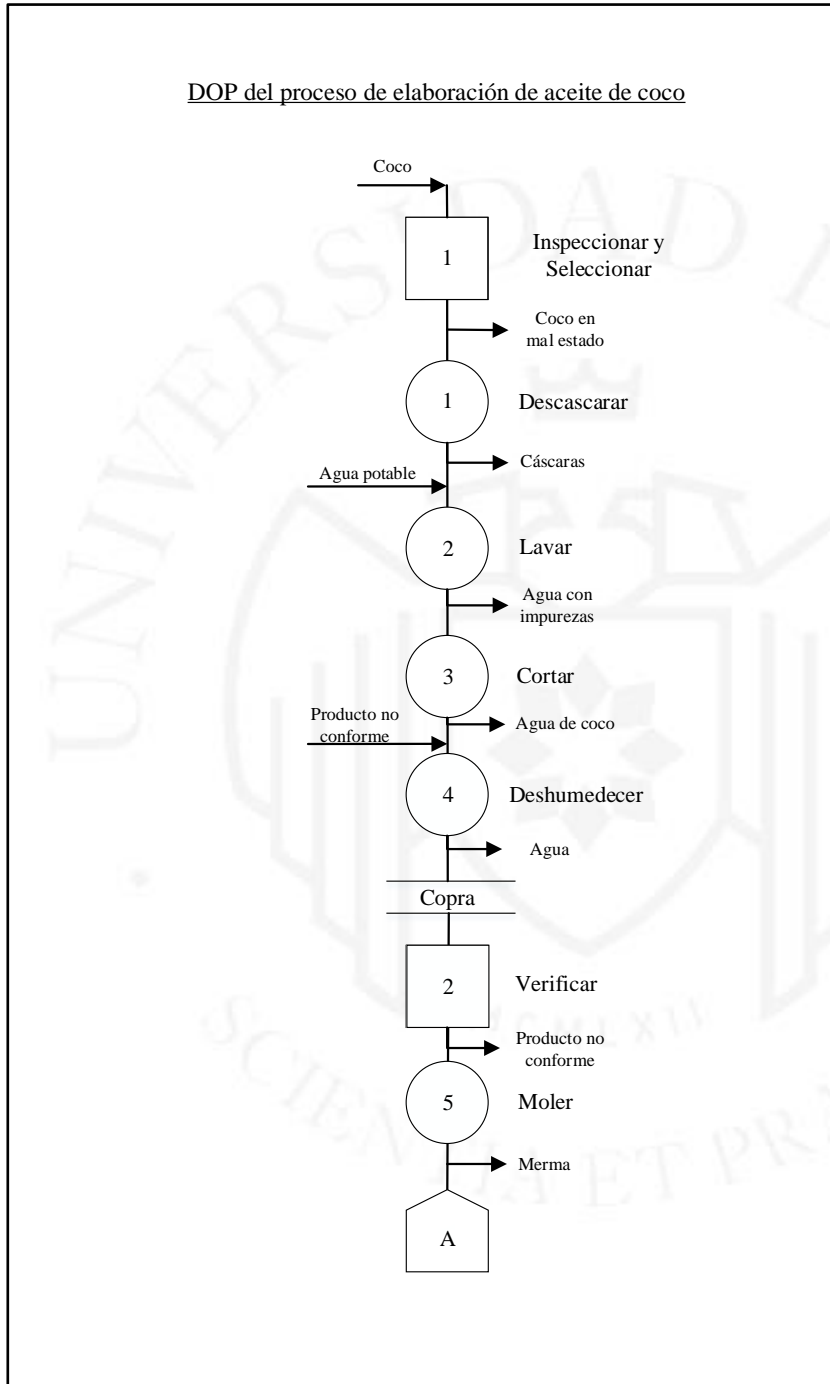 DOP del proceso de elaboración de aceite de coco
Coco
1
Inspeccionar y
Seleccionar
Coco en
mal estado
1
Descascarar
Cáscaras
Agua potable
2
Lavar
Agua con
impurezas
3
Cortar
Agua de coco
Producto no
conforme
4
Deshumedecer
Agua
Copra
2
Verificar
Producto no
conforme
5
Moler
Merma
A